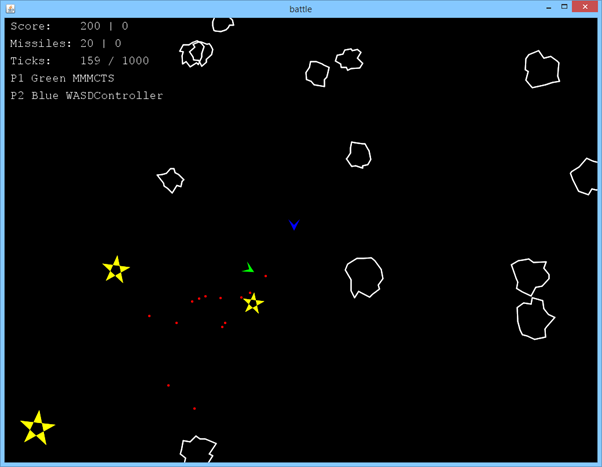 battle
Score: 200 | 0
Missiles: 20 | 0
Ticks: 159 / 1000
P1 Green MMMCTS
P2 Blue WASDController